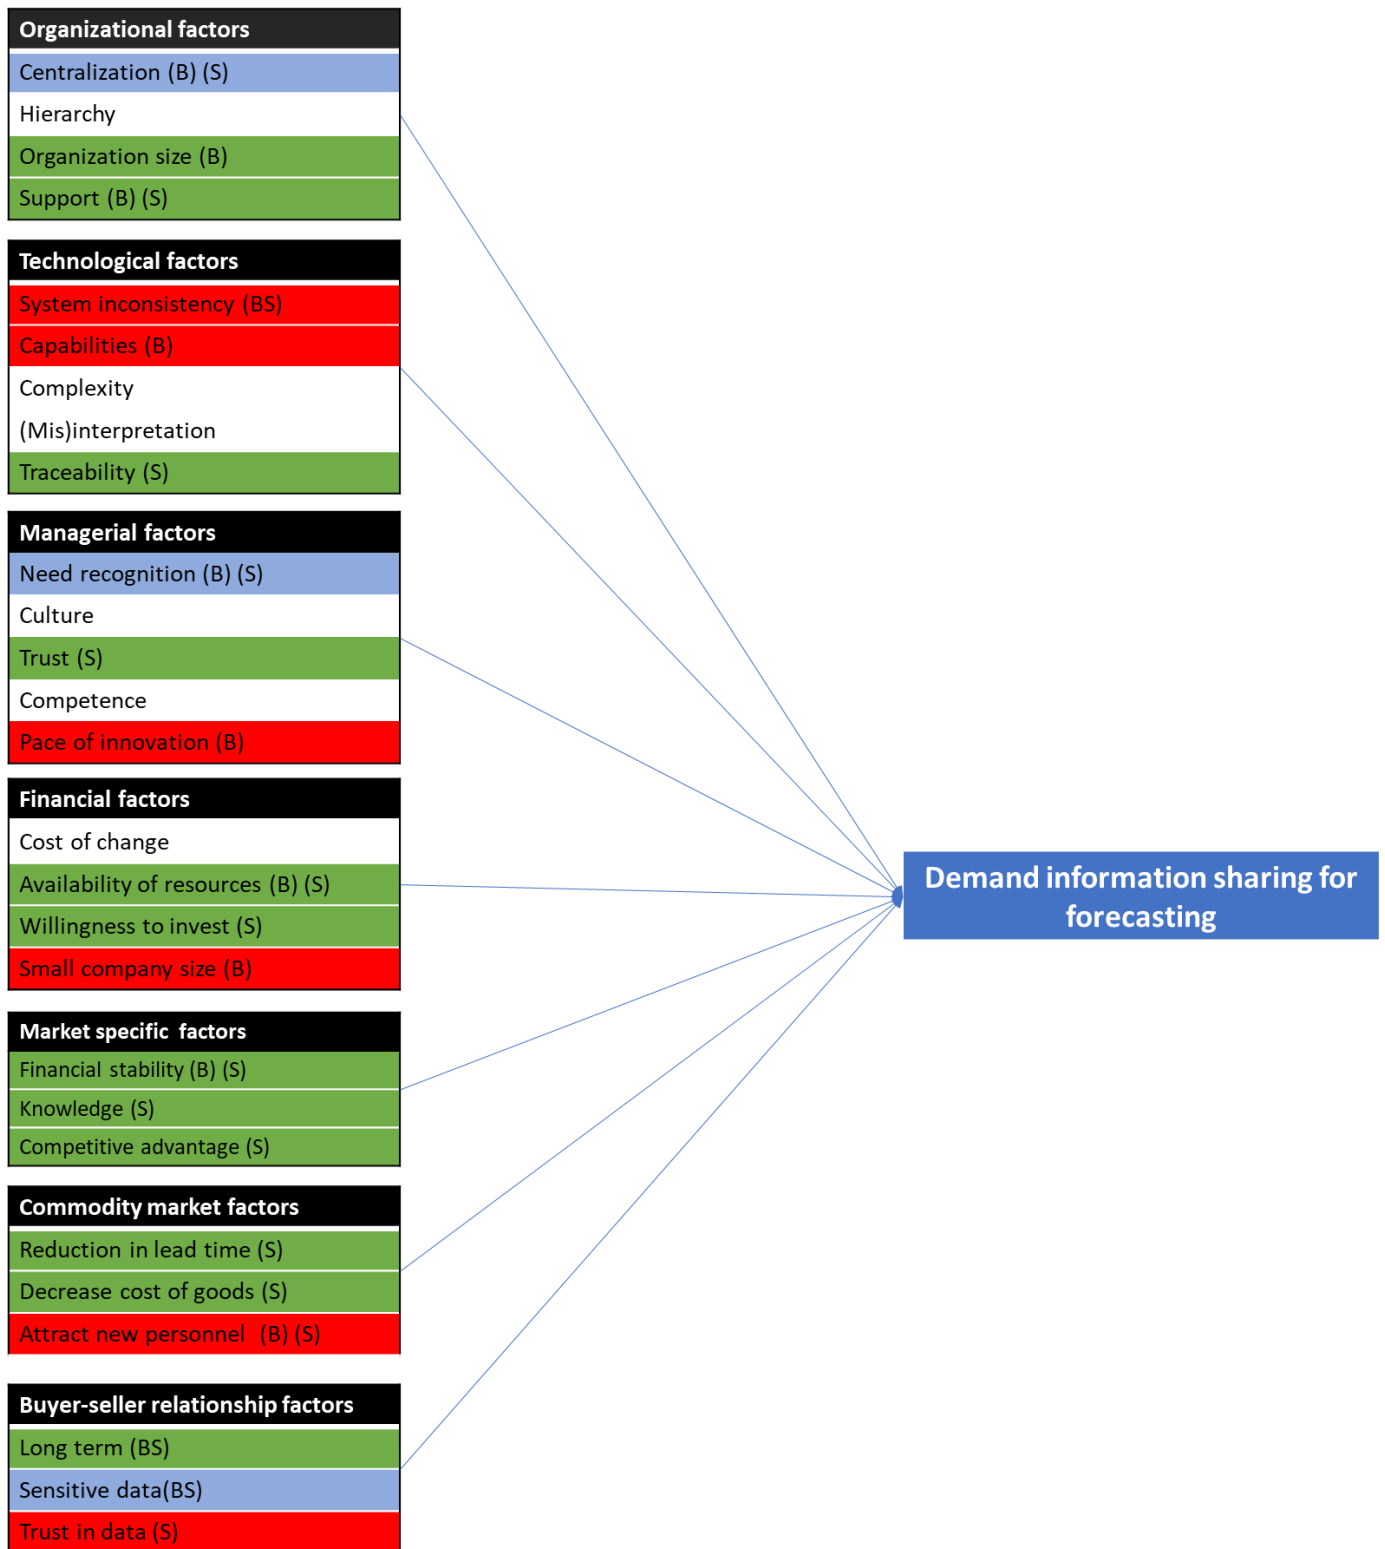 Organizational factors
Centralization (B) (S)
Hierarchy
Organization size (B)
Support (B) (S)
Technological factors
System inconsistency (BS)
Capabilities (B)
Complexity
(Mis)interpretation
Traceability (S)
Managerial factors
Need recognition (B) (S)
Culture
Trust (S)
Competence
Pace of innovation (B)
Financial factors
Cost of change
Availability of resources (B) (S)
Willingness to invest (S)
Small company size (B)
Market specific factors
Financial stability (B) (S)
Knowledge (S)
Competitive advantage (S)
Commodity market factors
Reduction in lead time (S)
Decrease cost of goods (S)
Attract new personnel (B) (S)
Buyer-seller relationship factors
Long term (BS)
Sensitive data(BS)
Trust in data (S)
Demand information sharing for
forecasting